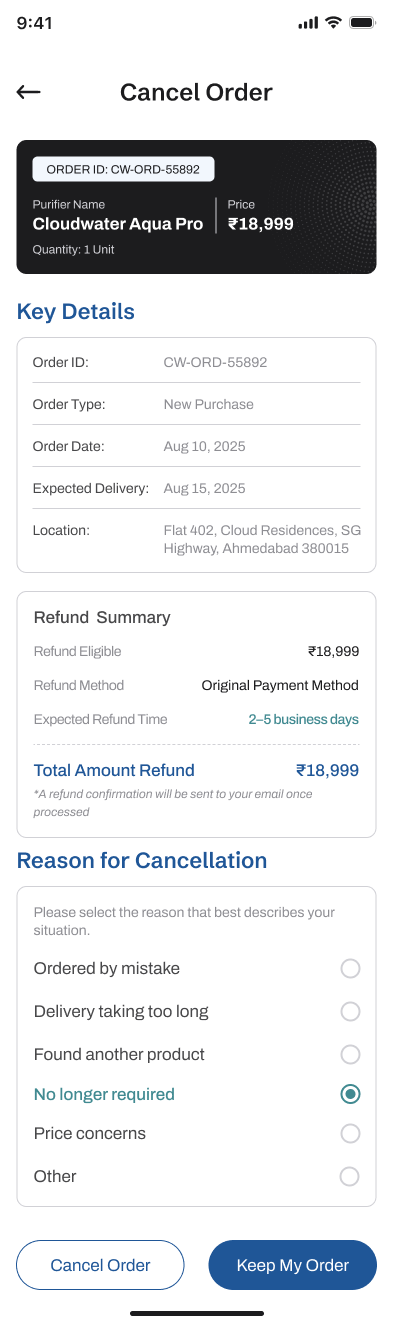 9:41
Cancel Order
ORDER ID: CW-ORD-55892
Purifier Name
Cloudwater Aqua Pro
Price
₹18,999
Quantity: 1 Unit
Key Details
Order ID: CW-ORD-55892
Order Type: New Purchase
Order Date: Aug 10, 2025
Expected Delivery: Aug 15, 2025
Location: Flat 402, Cloud Residences, SG
Highway, Ahmedabad 380015
Refund Summary
Refund Eligible ₹18,999
Refund Method Original Payment Method
Expected Refund Time 2–5 business days
Total Amount Refund ₹18,999
*A refund confirmation will be sent to your email once
processed
Reason for Cancellation
Please select the reason that best describes your
situation.
Ordered by mistake
Delivery taking too long
Found another product
No longer required
Price concerns
Other
Cancel Order Keep My Order